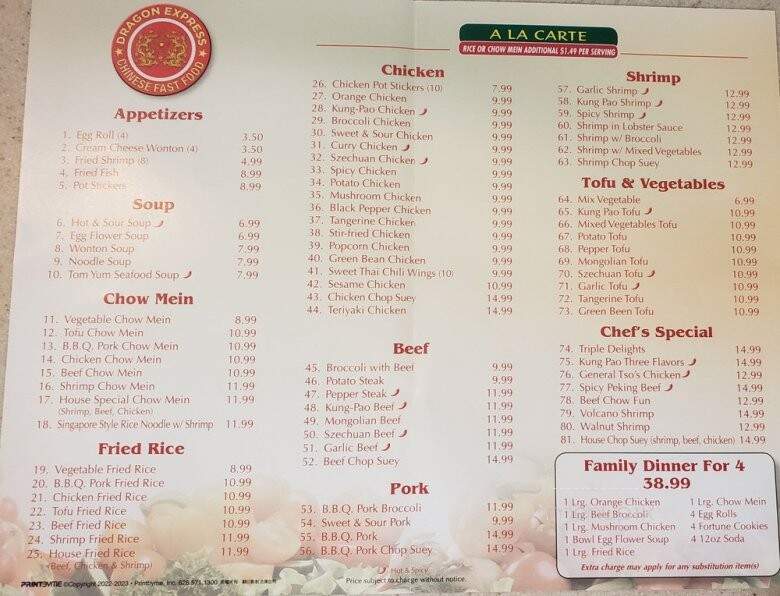 DRAGON EXPRESS
CHINESE FAST FOOD
Appetizers
1. Egg Roll (4) 3.50
2. Cream Cheese Wonton (4) 3.50
3. Fried Shrimp (8) 4.99
4. Fried Fish 8.99
5. Pot Stickers 8.99
Soup
6. Hot & Sour Soup 6.99
7. Egg Flower Soup 6.99
8. Wonton Soup 7.99
9. Noodle Soup 7.99
10. Tom Yum Seafood Soup 7.99
Chow Mein
11. Vegetable Chow Mein 8.99
12. Tofu Chow Mein 10.99
13. B.B.Q. Pork Chow Mein 10.99
14. Chicken Chow Mein 10.99
15. Beef Chow Mein 10.99
16. Shrimp Chow Mein 11.99
17. House Special Chow Mein 11.99
(Shrimp, Beef, Chicken)
18. Singapore Style Rice Noodle w/ Shrimp 11.99
Fried Rice
19. Vegetable Fried Rice 8.99
20. B.B.Q. Pork Fried Rice 10.99
21. Chicken Fried Rice 10.99
22. Tofu Fried Rice 10.99
23. Beef Fried Rice 10.99
24. Shrimp Fried Rice 11.99
25. House Fried Rice 11.99
(Beef, Chicken & Shrimp)
A LA CARTE
RICE OR CHOW MEIN ADDITIONAL $1.49 PER SERVING
Chicken
26. Chicken Pot Stickers (10) 7.99
27. Orange Chicken 9.99
28. Kung-Pao Chicken 9.99
29. Broccoli Chicken 9.99
30. Sweet & Sour Chicken 9.99
31. Curry Chicken 9.99
32. Szechuan Chicken 9.99
33. Spicy Chicken 9.99
34. Potato Chicken 9.99
35. Mushroom Chicken 9.99
36. Black Pepper Chicken 9.99
37. Tangerine Chicken 9.99
38. Stir-fried Chicken 9.99
39. Popcorn Chicken 9.99
40. Green Bean Chicken 9.99
41. Sweet Thai Chili Wings (10) 9.99
42. Sesame Chicken 10.99
43. Chicken Chop Suey 14.99
44. Teriyaki Chicken 10.99
Beef
45. Broccoli with Beef 9.99
46. Potato Steak 9.99
47. Pepper Steak 11.99
48. Kung-Pao Beef 11.99
49. Mongolian Beef 11.99
50. Szechuan Beef 11.99
51. Garlic Beef 11.99
52. Beef Chop Suey 14.99
Pork
53. B.B.Q. Pork Broccoli 11.99
54. Sweet & Sour Pork 9.99
55. B.B.Q. Pork 14.99
56. B.B.Q. Pork Chop Suey 14.99
Hot & Spicy
Price subject to charge without notice.
Shrimp
57. Garlic Shrimp 12.99
58. Kung Pao Shrimp 12.99
59. Spicy Shrimp 12.99
60. Shrimp in Lobster Sauce 12.99
61. Shrimp w/ Broccoli 12.99
62. Shrimp w/ Mixed Vegetables 12.99
63. Shrimp Chop Suey 12.99
Tofu & Vegetables
64. Mix Vegetable 6.99
65. Kung Pao Tofu 10.99
66. Mixed Vegetables Tofu 10.99
67. Potato Tofu 10.99
68. Pepper Tofu 10.99
69. Mongolian Tofu 10.99
70. Szechuan Tofu 10.99
71. Garlic Tofu 10.99
72. Tangerine Tofu 10.99
73. Green Been Tofu 10.99
Chef's Special
74. Triple Delights 14.99
75. Kung Pao Three Flavors 14.99
76. General Tso's Chicken 12.99
77. Spicy Peking Beef 14.99
78. Beef Chow Fun 12.99
79. Volcano Shrimp 14.99
80. Walnut Shrimp 12.99
81. House Chop Suey (shrimp, beef, chicken) 14.99
Family Dinner For 4
38.99
1 Lrg. Orange Chicken 1 Lrg. Chow Mein
1 Lrg. Beef Broccoli 4 Egg Rolls
1 Lrg. Mushroom Chicken 4 Fortune Cookies
1 Bowl Egg Flower Soup 4 12oz Soda
1 Lrg. Fried Rice
Extra charge may apply for any substitution item(s)
PRINTHYTIE ©Copyright 2022-2023 • Printhytie, Inc. 626.571.1300